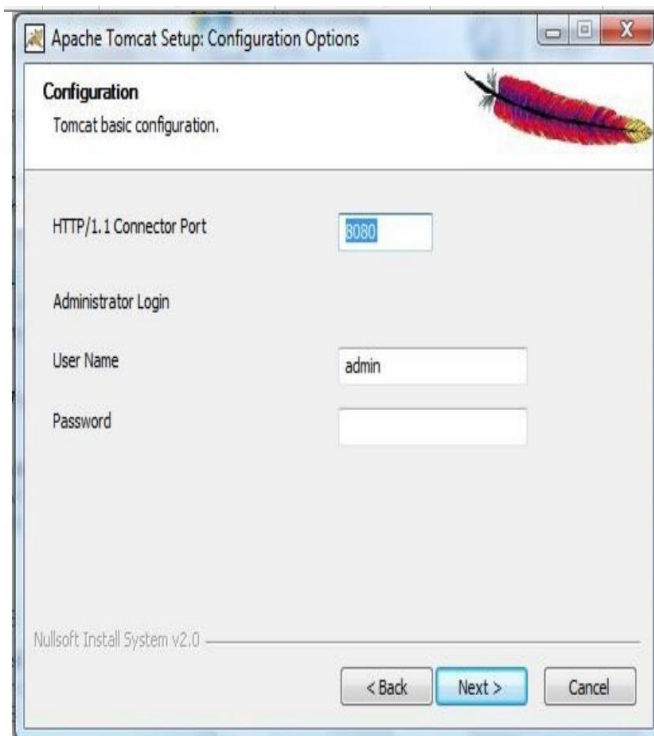 Apache Tomcat Setup: Configuration Options
Configuration
Tomcat basic configuration.
HTTP/1.1 Connector Port
8080
Administrator Login
User Name
admin
Password
Nullsoft Install System v2.0
< Back
Next >
Cancel